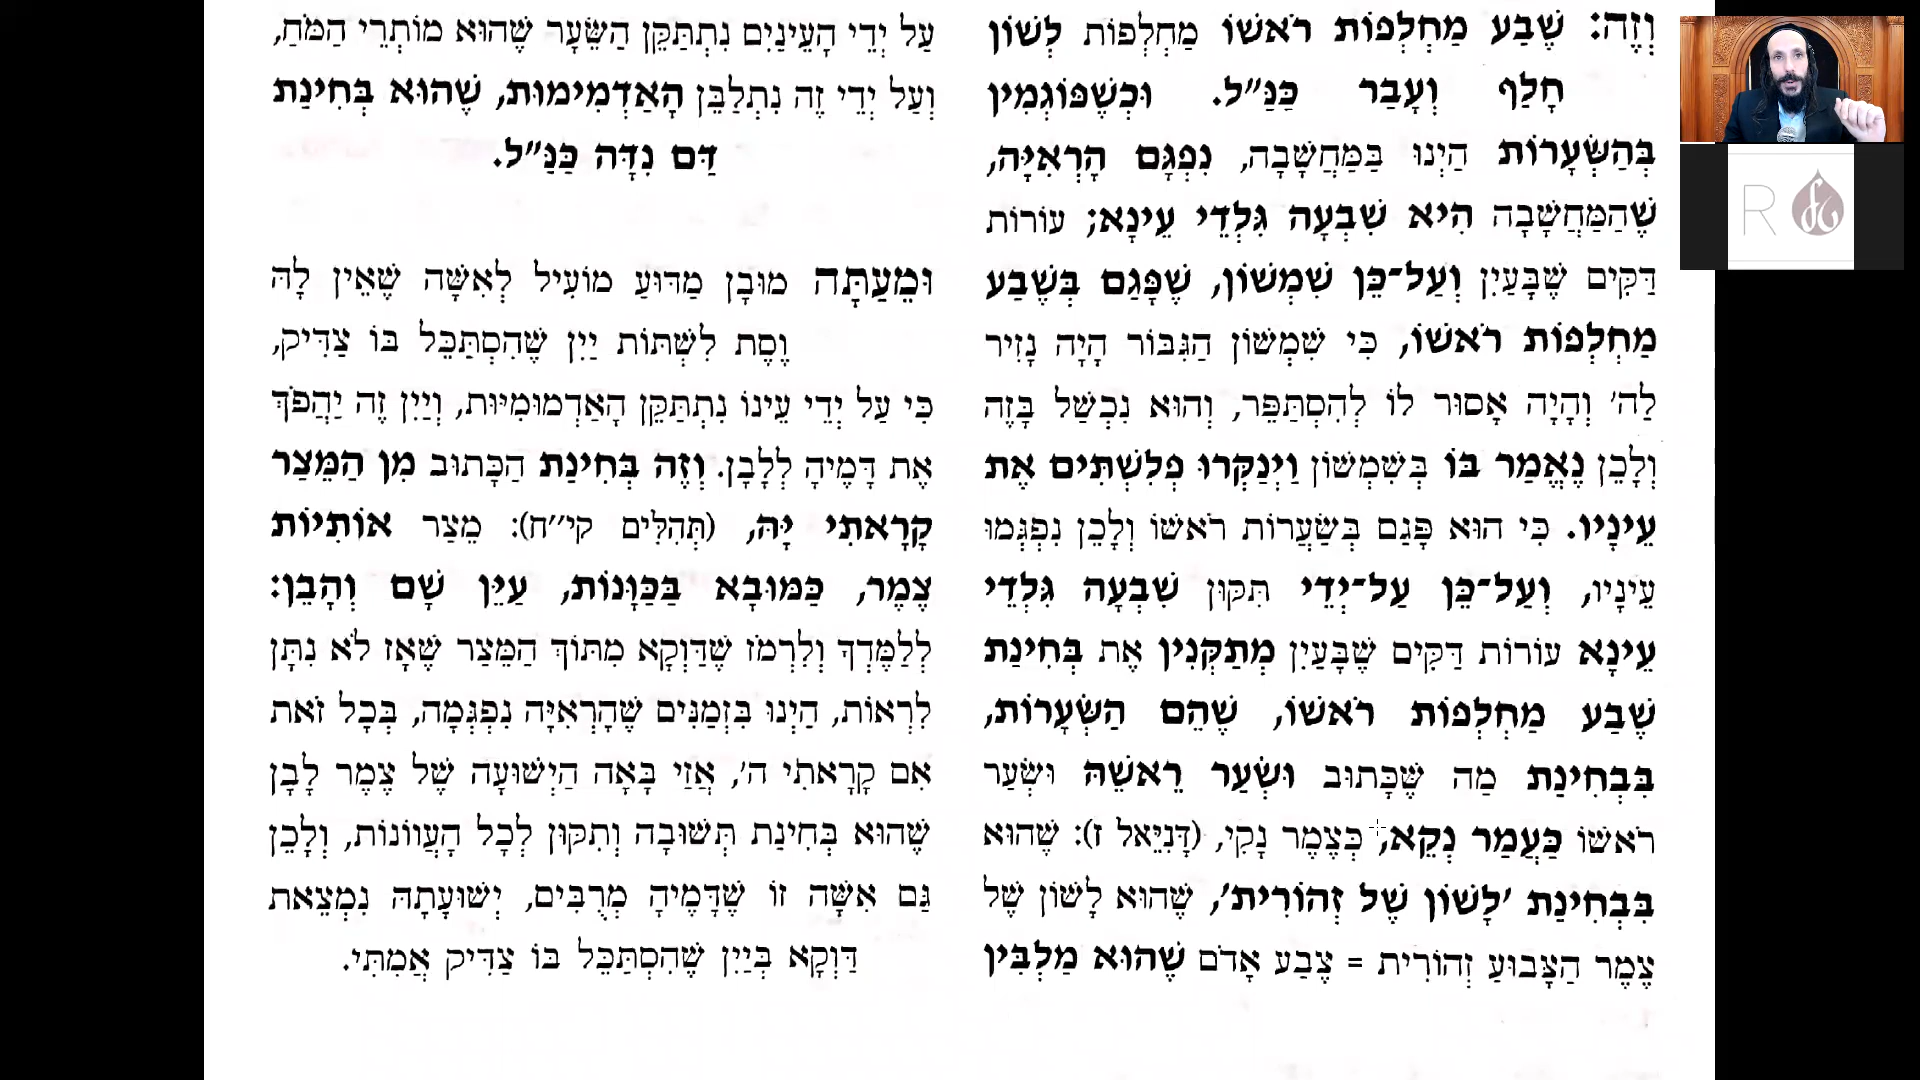 וְזֶה: שֶׁבַע מַחְלְפוֹת רֹאשׁוֹ מַחְלְפוֹת לְשׁוֹן
חָלַף וְעָבַר כַּנַּ"ל. וּכְשֶׁפּוֹגְמִין
בְּהַשְּׂעָרוֹת הַיְנוּ בַּמַּחֲשָׁבָה, נִפְגָּם הָרְאִיָּה,
שֶׁהַמַּחֲשָׁבָה הִיא שִׁבְעָה גִּלְדֵי עֵינָא; עוֹרוֹת
דַּקִּים שֶׁבָּעַיִן וְעַל־כֵּן שִׁמְשׁוֹן, שֶׁפָּגַם בְּשֶׁבַע
מַחְלְפוֹת רֹאשׁוֹ, כִּי שִׁמְשׁוֹן הַגִּבּוֹר הָיָה נָזִיר
לַה' וְהָיָה אָסוּר לוֹ לְהִסְתַּפֵּר, וְהוּא נִכְשַׁל בָּזֶה
וְלָכֵן נֶאֱמַר בּוֹ בְּשִׁמְשׁוֹן וַיְנַקְּרוּ פְלִשְׁתִּים אֶת
עֵינָיו. כִּי הוּא פָּגַם בְּשַׂעֲרוֹת רֹאשׁוֹ וְלָכֵן נִפְגְּמוּ
עֵינָיו, וְעַל־כֵּן עַל־יְדֵי תִּקּוּן שִׁבְעָה גִּלְדֵי
עֵינָא עוֹרוֹת דַּקִּים שֶׁבָּעַיִן מְתַקְּנִין אֶת בְּחִינַת
שֶׁבַע מַחְלְפוֹת רֹאשׁוֹ, שֶׁהֵם הַשְּׂעָרוֹת,
בִּבְחִינַת מַה שֶּׁכָּתוּב וּשְׂעַר רֵאשֵׁהּ וּשְׂעַר
רֹאשׁוֹ כַּעֲמַר נְקֵא, כְּצֶמֶר נָקִי, (דָּנִיֵּאל ז): שֶׁהוּא
בִּבְחִינַת 'לָשׁוֹן שֶׁל זְהוֹרִית', שֶׁהוּא לָשׁוֹן שֶׁל
צֶמֶר הַצָּבוּעַ זְהוֹרִית = צֶבַע אָדֹם שֶׁהוּא מַלְבִּין
עַל יְדֵי הָעֵינַיִם נִתְתַּקֵּן הַשֵּׂעָר שֶׁהוּא מוֹתְרֵי הַמֹּחַ,
וְעַל יְדֵי זֶה נִתְלַבֵּן הָאַדְמִימוּת, שֶׁהוּא בְּחִינַת
דַּם נִדָּה כַּנַּ"ל.
וּמֵעַתָּה מוּבָן מַדּוּעַ מוֹעִיל לְאִשָּׁה שֶׁאֵין לָהּ
וֶסֶת לִשְׁתּוֹת יַיִן שֶׁהִסְתַּכֵּל בּוֹ צַדִּיק,
כִּי עַל יְדֵי עֵינוֹ נִתְתַּקֵּן הָאַדְמוּמִיּוּת, וְיַיִן זֶה יַהֲפֹךְ
אֶת דָּמֶיהָ לְלָבָן. וְזֶה בְּחִינַת הַכָּתוּב מִן הַמֵּצַר
קָרָאתִי יָּהּ, (תְּהִלִּים קי"ח): מֵצַר אוֹתִיּוֹת
צֶמֶר, כַּמּוּבָא בַּכַּוָּנוֹת, עַיֵּן שָׁם וְהָבֵן:
לְלַמֶּדְךָ וְלִרְמֹז שֶׁדַּוְקָא מִתּוֹךְ הַמֵּצַר שֶׁאָז לֹא נִתָּן
לִרְאוֹת, הַיְנוּ בִּזְמַנִּים שֶׁהָרְאִיָּה נִפְגְּמָה, בְּכָל זֹאת
אִם קָרָאתִי ה', אֲזַי בָּאָה הַיְשׁוּעָה שֶׁל צֶמֶר לָבָן
שֶׁהוּא בְּחִינַת תְּשׁוּבָה וְתִקּוּן לְכָל הָעֲווֹנוֹת, וְלָכֵן
גַּם אִשָּׁה זוֹ שֶׁדָּמֶיהָ מְרֻבִּים, יְשׁוּעָתָהּ נִמְצֵאת
דַּוְקָא בְּיַיִן שֶׁהִסְתַּכֵּל בּוֹ צַדִּיק אֲמִתִּי.